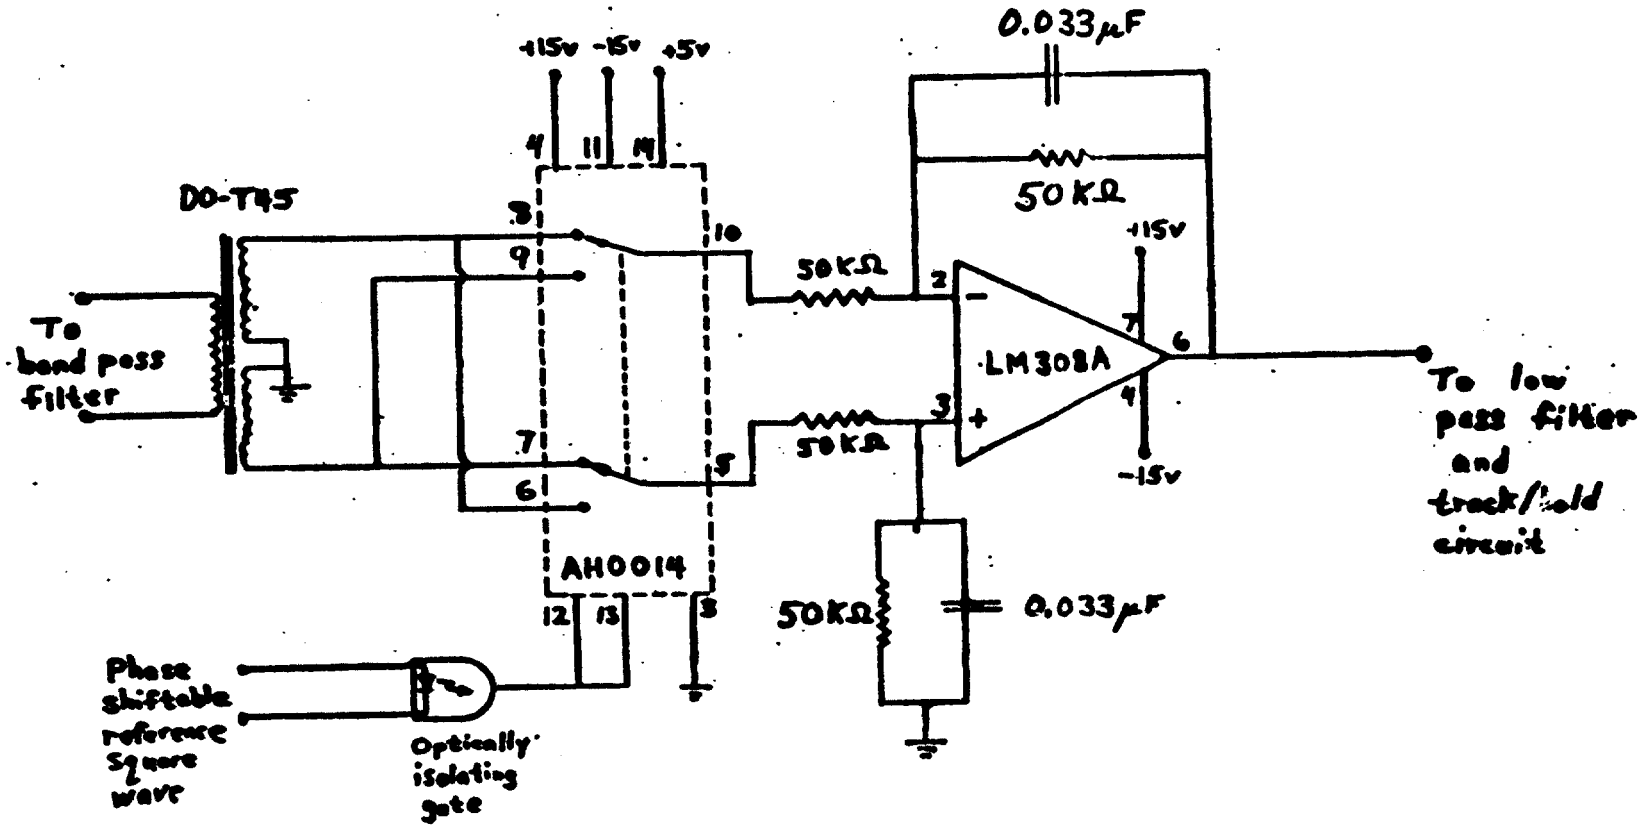 0.033μF
+15v -15v +5v
4 11 14
50KΩ
DO-T45
8
10
+15v
9
50KΩ
2
-
7
6
To
band pass
filter
LM308A
To low
pass filter
and
track/hold
circuit
4
3
+
50KΩ
-15v
7
5
6
AH0014
12 13 3
50KΩ
0.033μF
Phase
shiftable
reference
square
wave
Optically
isolating
gate